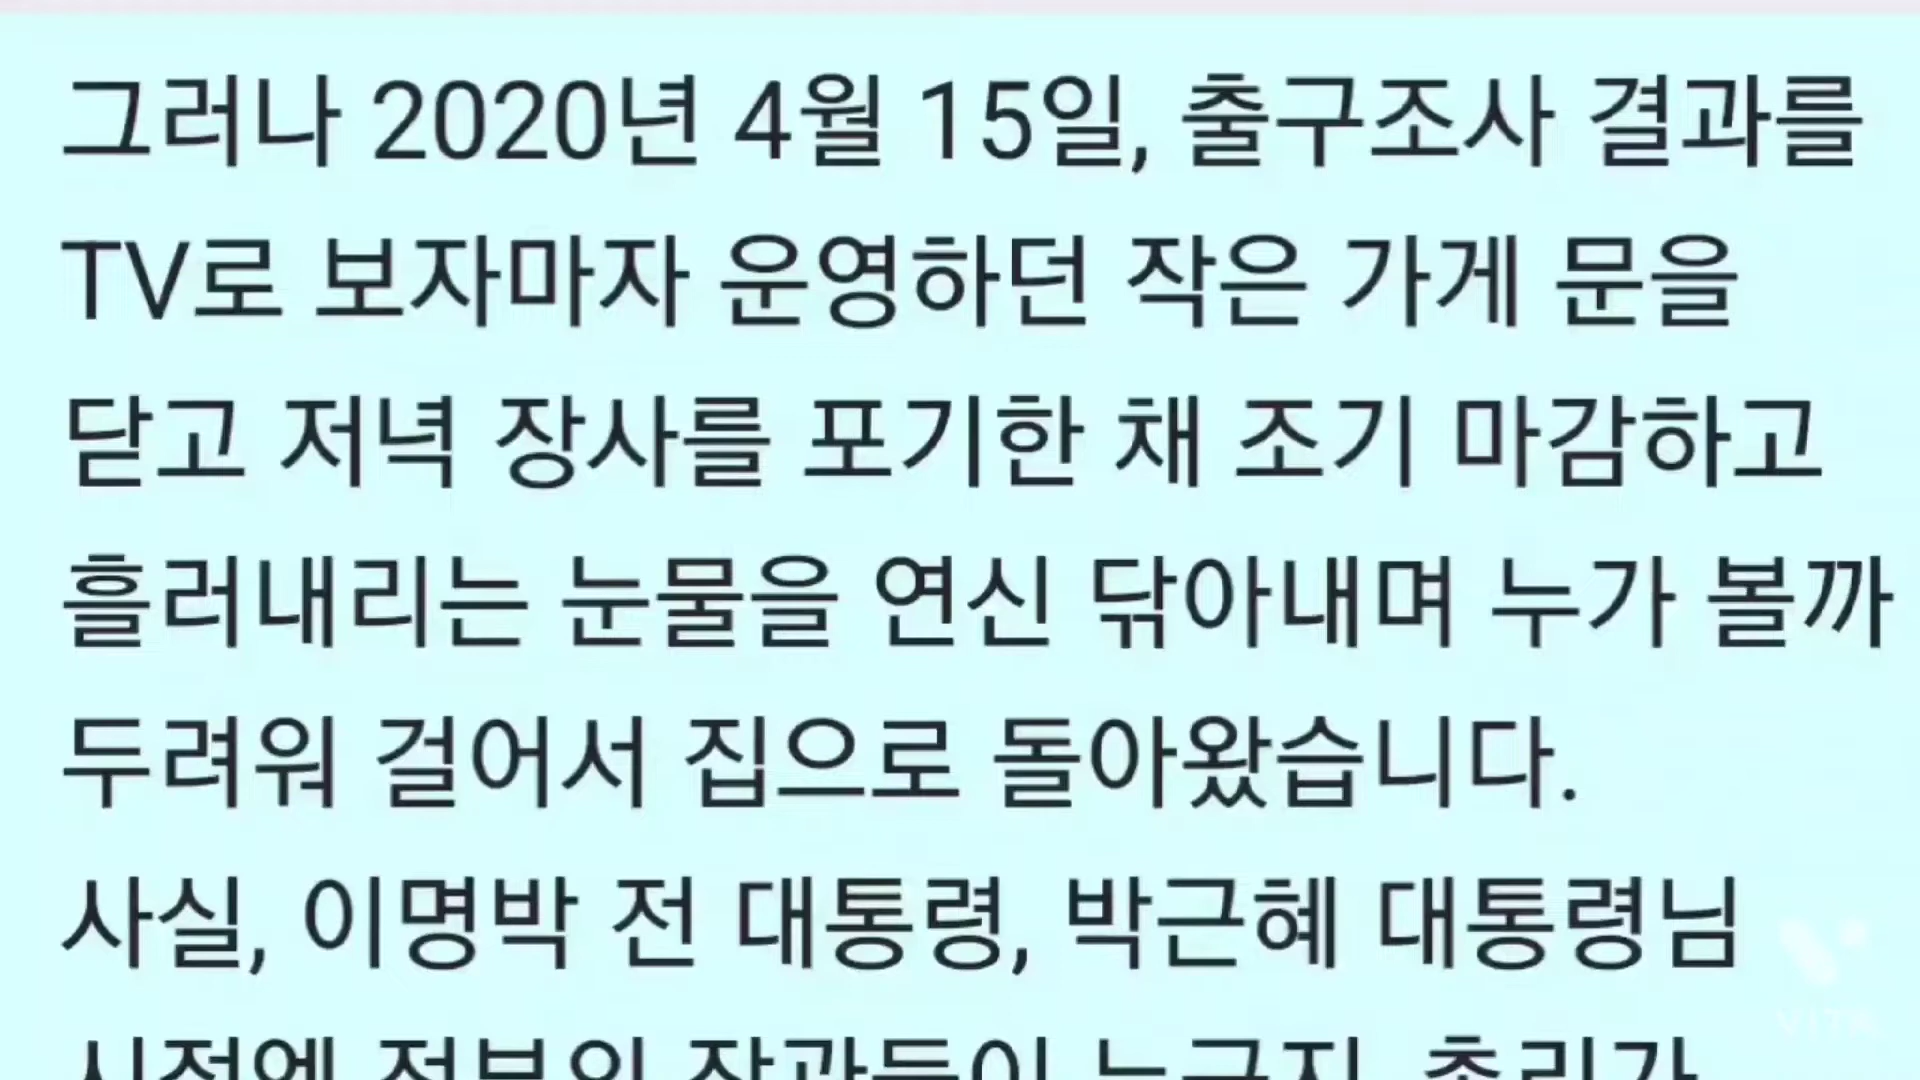 그러나 2020년 4월 15일, 출구조사 결과를
TV로 보자마자 운영하던 작은 가게 문을
닫고 저녁 장사를 포기한 채 조기 마감하고
흘러내리는 눈물을 연신 닦아내며 누가 볼까
두려워 걸어서 집으로 돌아왔습니다.
사실, 이명박 전 대통령, 박근혜 대통령님
VITA